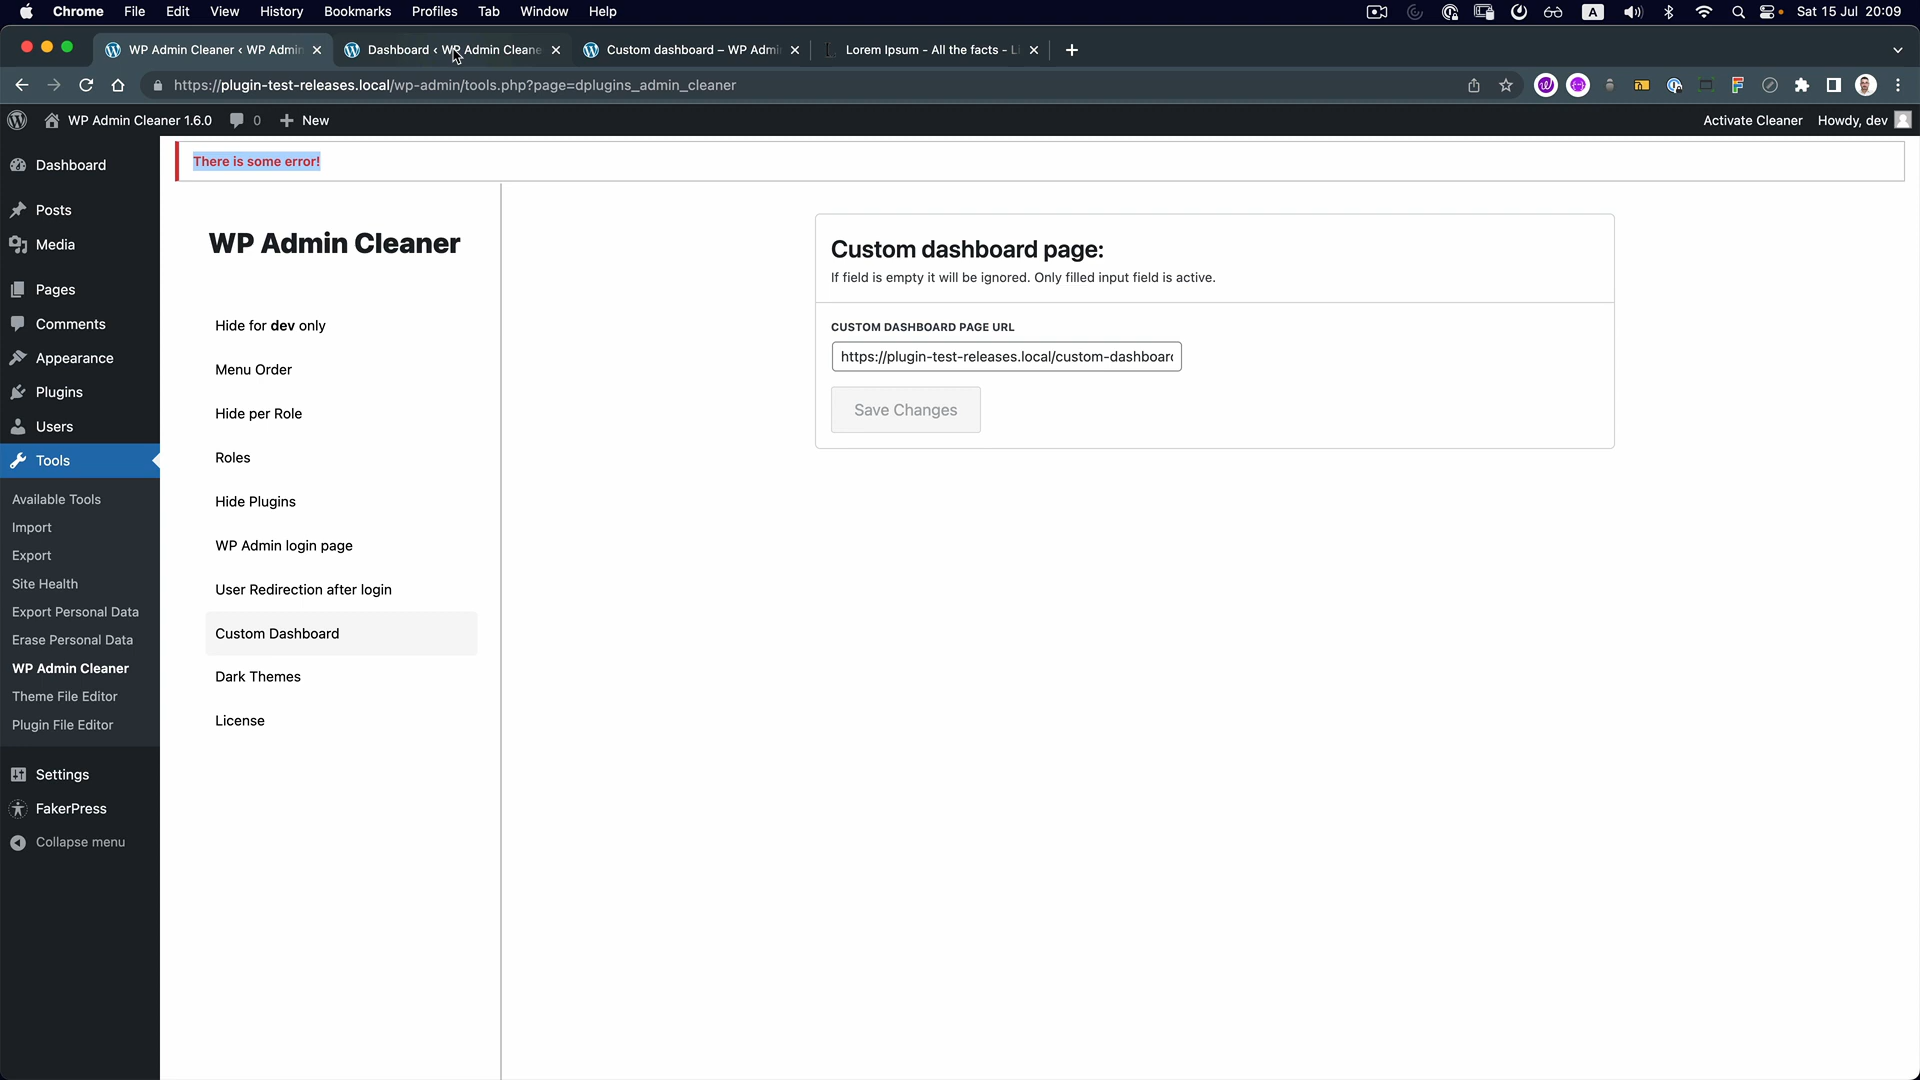 Chrome File Edit View History Bookmarks Profiles Tab Window Help A Sat 15 Jul 20:09
WP Admin Cleaner ‹ WP Admin Dashboard ‹ WP Admin Cleane Custom dashboard – WP Admi Lorem Ipsum - All the facts - Li
https://plugin-test-releases.local/wp-admin/tools.php?page=dplugins_admin_cleaner
WP Admin Cleaner 1.6.0 0 New Activate Cleaner Howdy, dev
Dashboard
Posts
Media
Pages
Comments
Appearance
Plugins
Users
Tools
Available Tools
Import
Export
Site Health
Export Personal Data
Erase Personal Data
WP Admin Cleaner
Theme File Editor
Plugin File Editor
Settings
FakerPress
Collapse menu
There is some error!
WP Admin Cleaner
Hide for dev only
Menu Order
Hide per Role
Roles
Hide Plugins
WP Admin login page
User Redirection after login
Custom Dashboard
Dark Themes
License
Custom dashboard page:
If field is empty it will be ignored. Only filled input field is active.
CUSTOM DASHBOARD PAGE URL
https://plugin-test-releases.local/custom-dashboard
Save Changes